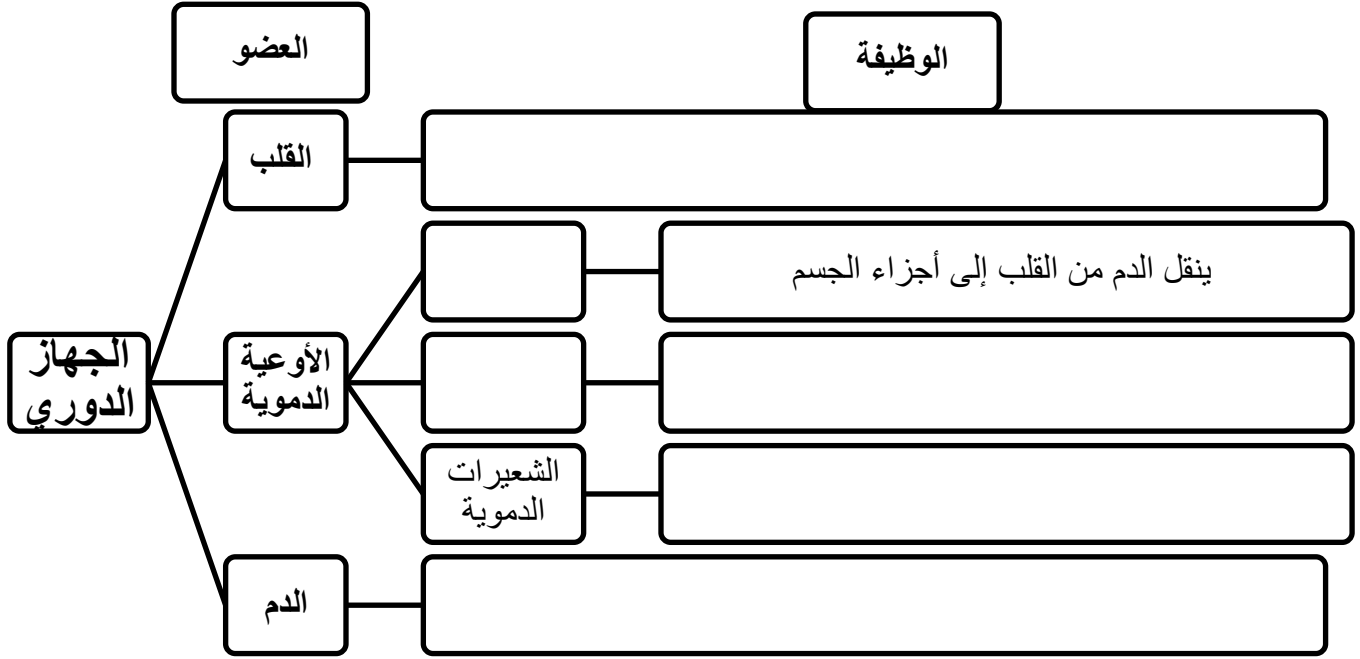 العضو
الوظيفة
القلب
ينقل الدم من القلب إلى أجزاء الجسم
الجهاز
الدوري
الأوعية
الدموية
الشعيرات
الدموية
الدم